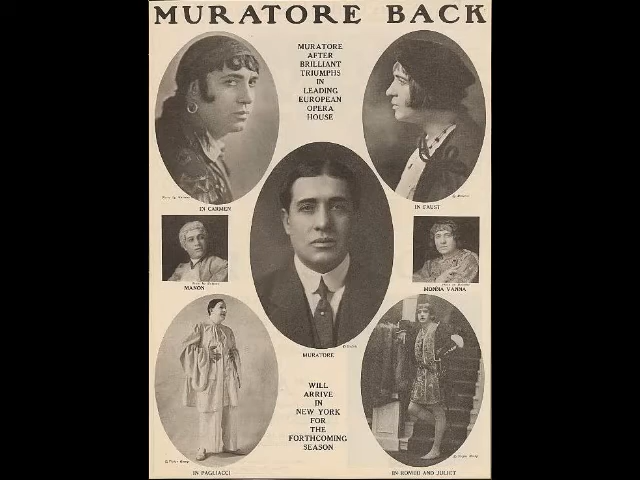 MURATORE BACK
MURATORE
AFTER
BRILLIANT
TRIUMPHS
IN
LEADING
EUROPEAN
OPERA
HOUSE
IN CARMEN
IN FAUST
MANON
MONNA VANNA
MURATORE
WILL
ARRIVE
IN
NEW YORK
FOR
THE
FORTHCOMING
SEASON
IN PAGLIACCI
IN ROMEO AND JULIET